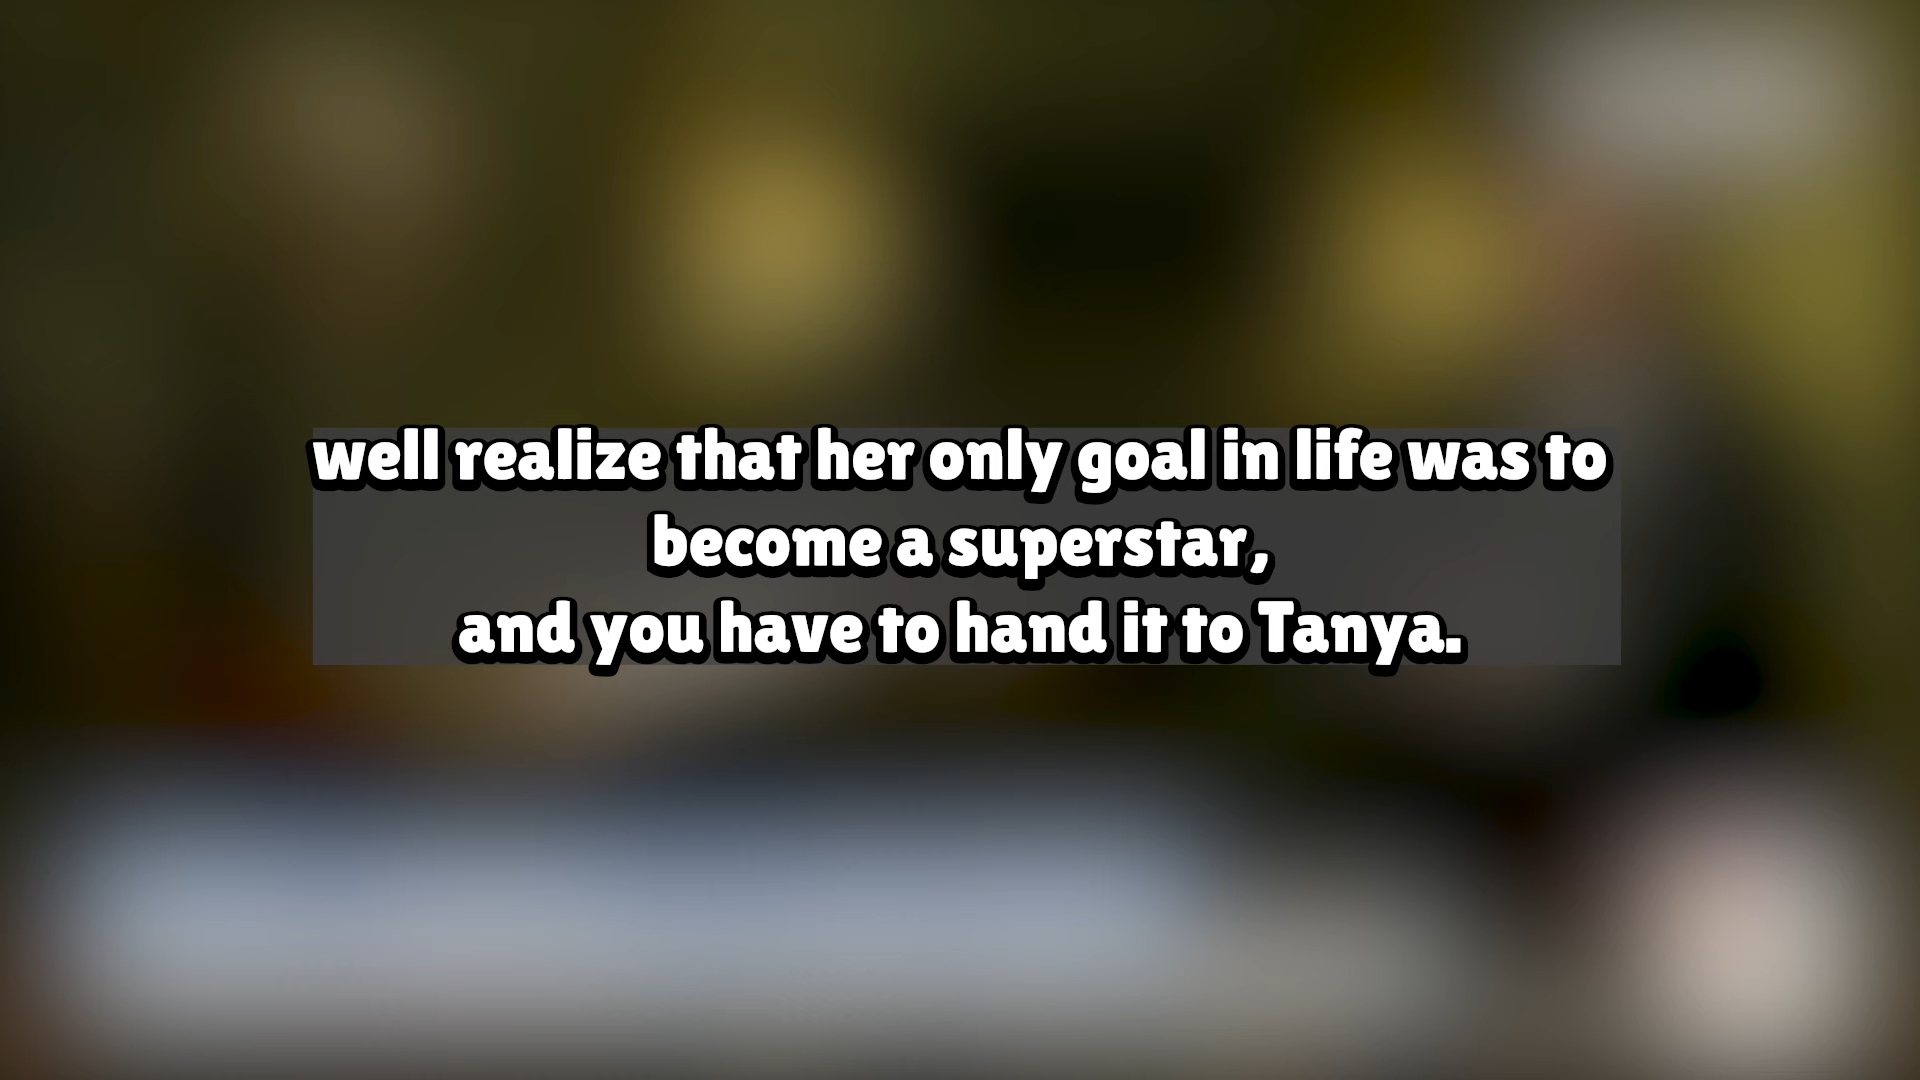 well realize that her only goal in life was to
become a superstar,
and you have to hand it to Tanya.